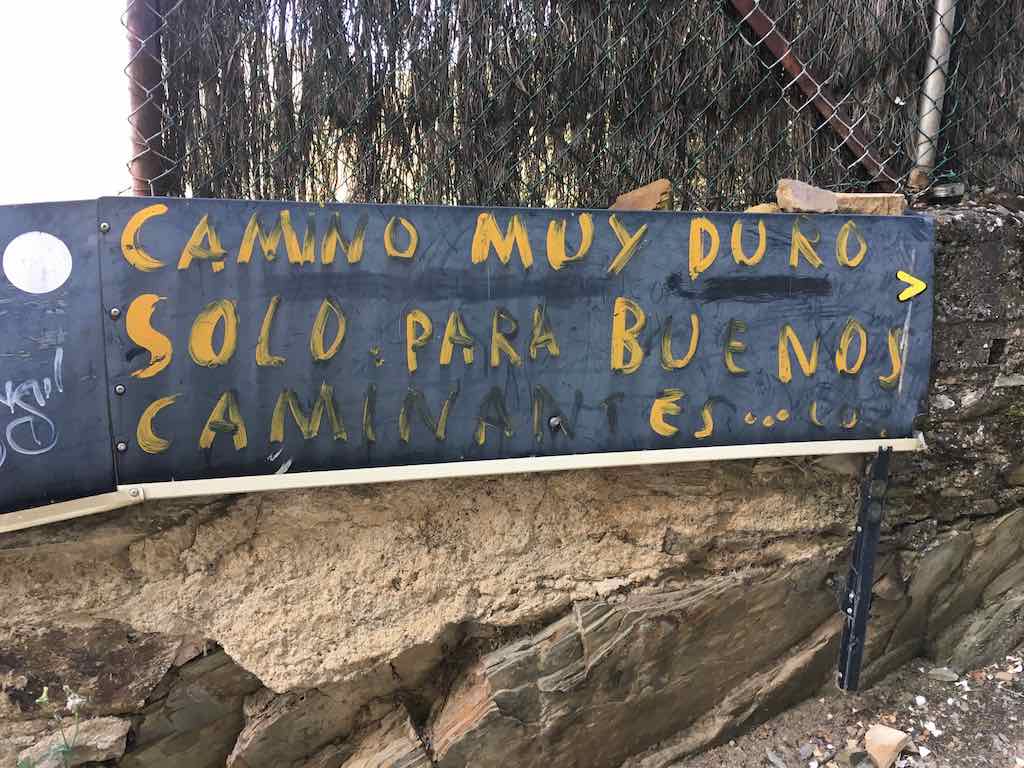 CAMINO MUY DURO
>
SOLO. PARA BUENOS
CAMINANTES...